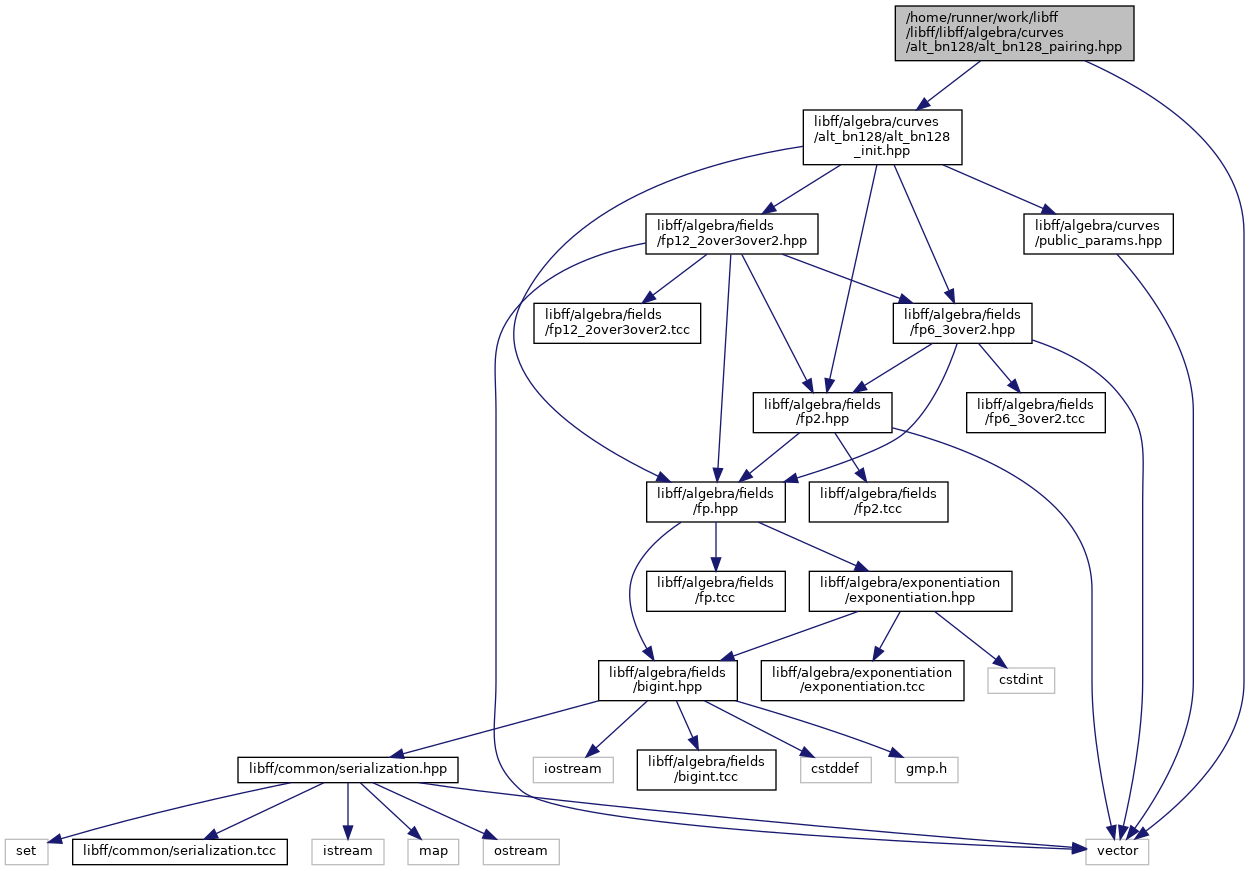 /home/runner/work/libff
/libff/libff/algebra/curves
/alt_bn128/alt_bn128_pairing.hpp
libff/algebra/curves
/alt_bn128/alt_bn128
_init.hpp
libff/algebra/fields
/fp12_2over3over2.hpp
libff/algebra/curves
/public_params.hpp
libff/algebra/fields
/fp12_2over3over2.tcc
libff/algebra/fields
/fp6_3over2.hpp
libff/algebra/fields
/fp2.hpp
libff/algebra/fields
/fp6_3over2.tcc
libff/algebra/fields
/fp.hpp
libff/algebra/fields
/fp2.tcc
libff/algebra/fields
/fp.tcc
libff/algebra/exponentiation
/exponentiation.hpp
libff/algebra/fields
/bigint.hpp
libff/algebra/exponentiation
/exponentiation.tcc
cstdint
libff/common/serialization.hpp
iostream
libff/algebra/fields
/bigint.tcc
cstddef
gmp.h
set
libff/common/serialization.tcc
istream
map
ostream
vector